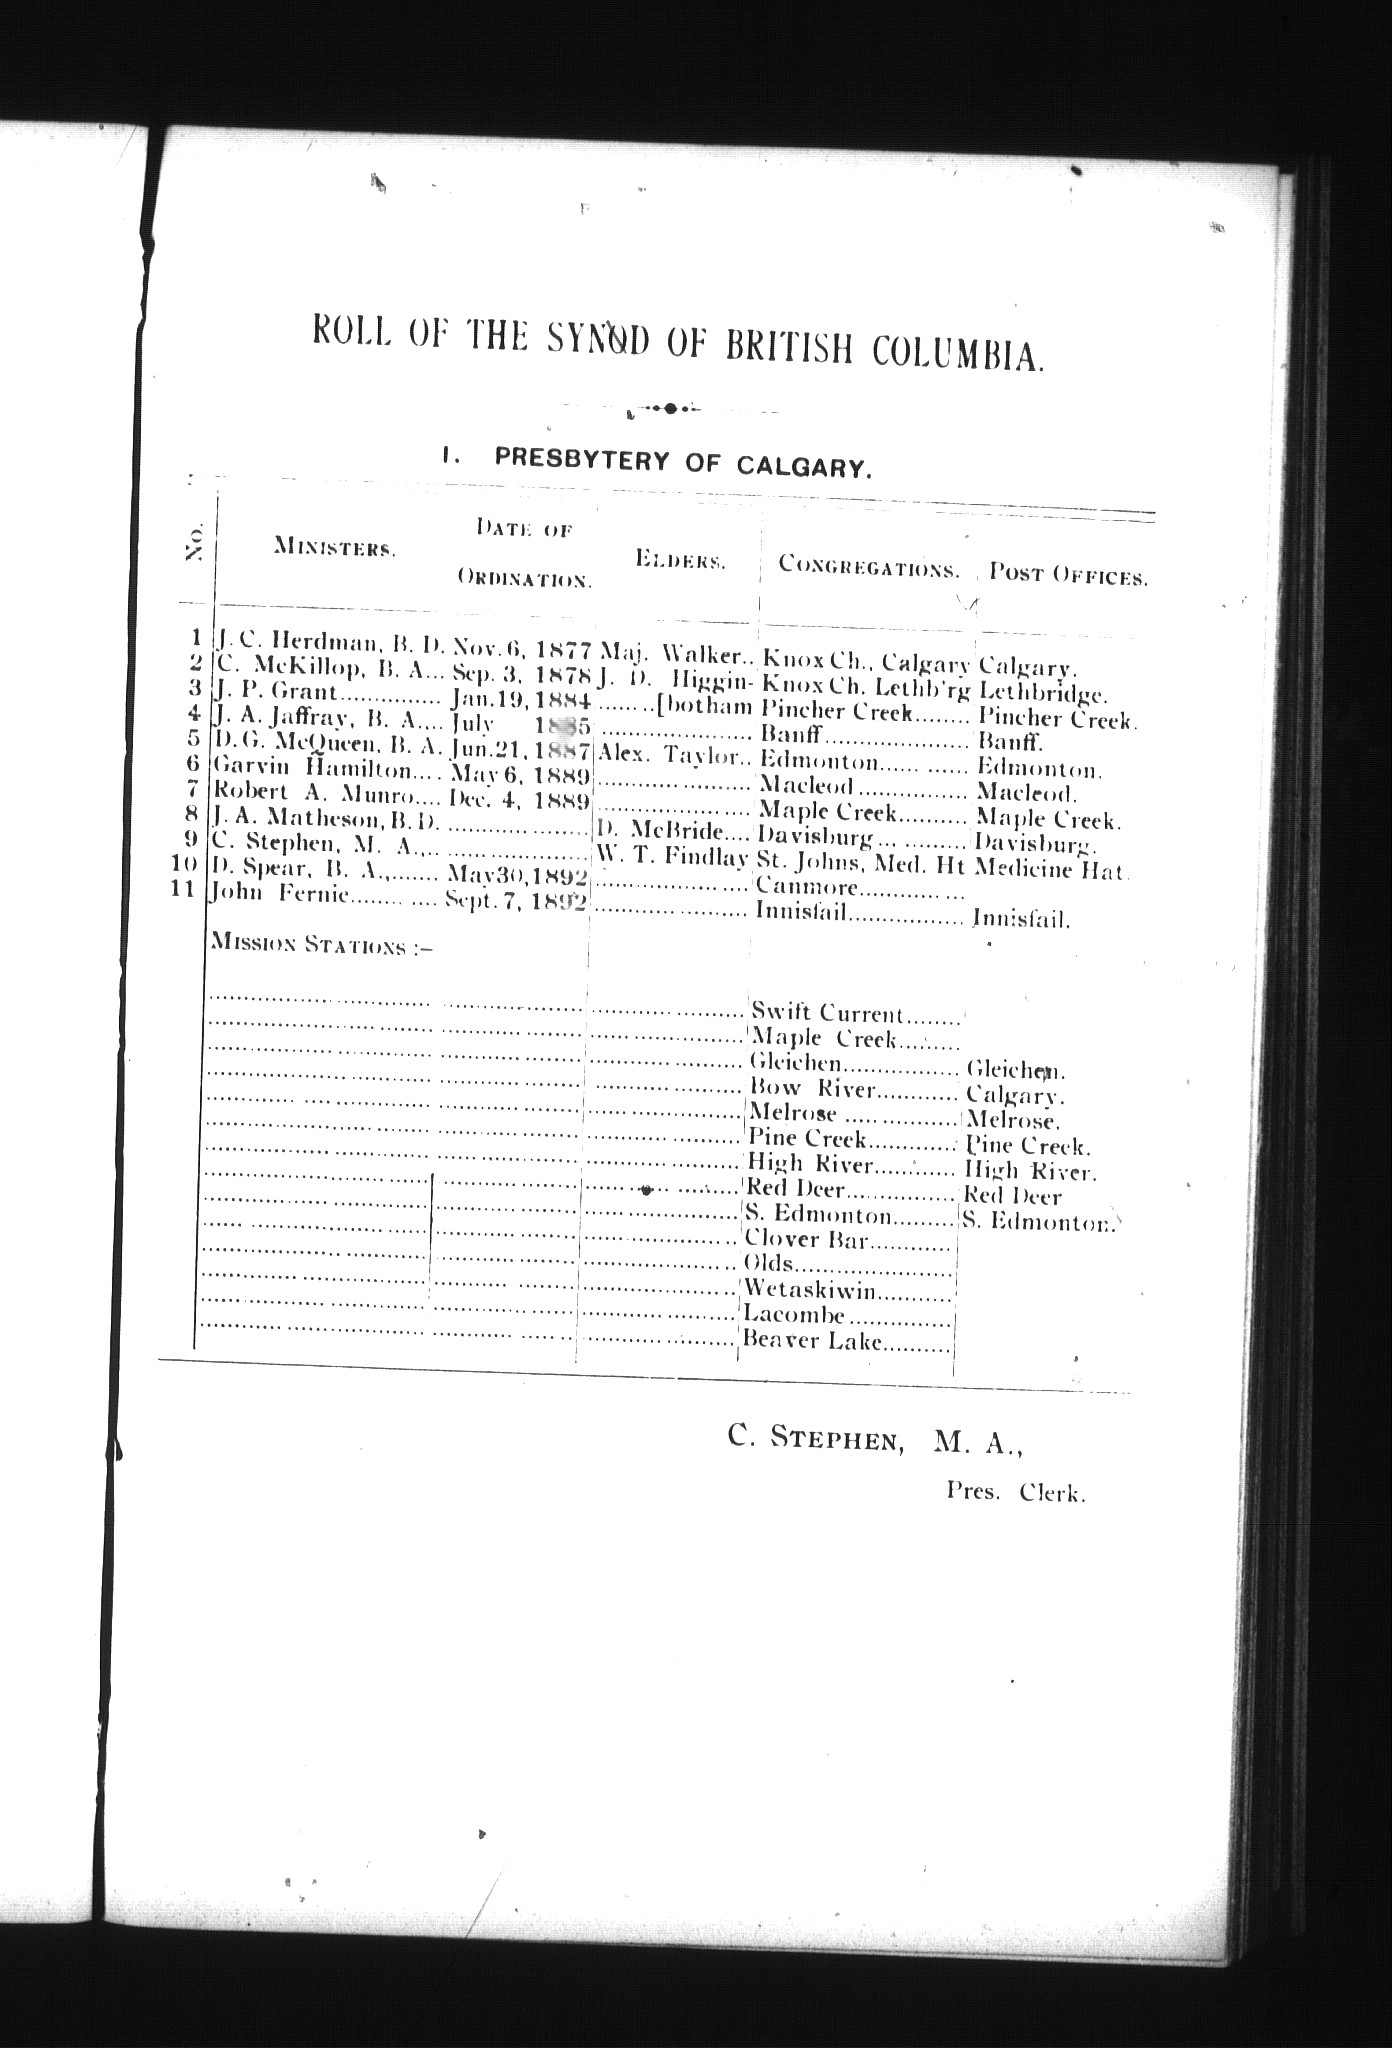 ROLL OF THE SYNOD OF BRITISH COLUMBIA.
I. PRESBYTERY OF CALGARY.
No. MINISTERS. DATE OF ORDINATION. ELDERS. CONGREGATIONS. POST OFFICES.
1 J. C. Herdman, B. D. Nov. 6, 1877 Maj. Walker.. Knox Ch., Calgary Calgary.
2 C. McKillop, B. A... Sep. 3, 1878 J. D. Higgin- Knox Ch. Lethb'rg Lethbridge.
3 J. P. Grant............... Jan. 19, 1884 ........[botham Pincher Creek........ Pincher Creek.
4 J. A. Jaffray, B. A.... July 1885 ...................... Banff..................... Banff.
5 D. G. McQueen, B. A. Jun. 21, 1887 Alex. Taylor.. Edmonton...... ...... Edmonton.
6 Garvin Hamilton.... May 6, 1889 ...................... Macleod ................ Macleod.
7 Robert A. Munro.... Dec. 4, 1889 ...................... Maple Creek.......... Maple Creek.
8 J. A. Matheson, B. D. ..................... D. McBride.... Davisburg ... ......... Davisburg.
9 C. Stephen, M. A.,.. ..................... W. T. Findlay St. Johns, Med. Ht Medicine Hat.
10 D. Spear, B. A.,....... May 30, 1892 ................. .... Canmore............ ...
11 John Fernie........ .... Sept. 7, 1892 ...................... Innisfail................. Innisfail.
MISSION STATIONS :—
Swift Current........
Maple Creek.........
Gleichen................. Gleichen.
Bow River............ Calgary.
Melrose ................ Melrose.
Pine Creek............ Pine Creek.
High River............ High River.
Red Deer................ Red Deer
S. Edmonton......... S. Edmonton.
Clover Bar............
Olds.......................
Wetaskiwin...........
Lacombe ...............
Beaver Lake..........
C. STEPHEN, M. A.,
Pres. Clerk.